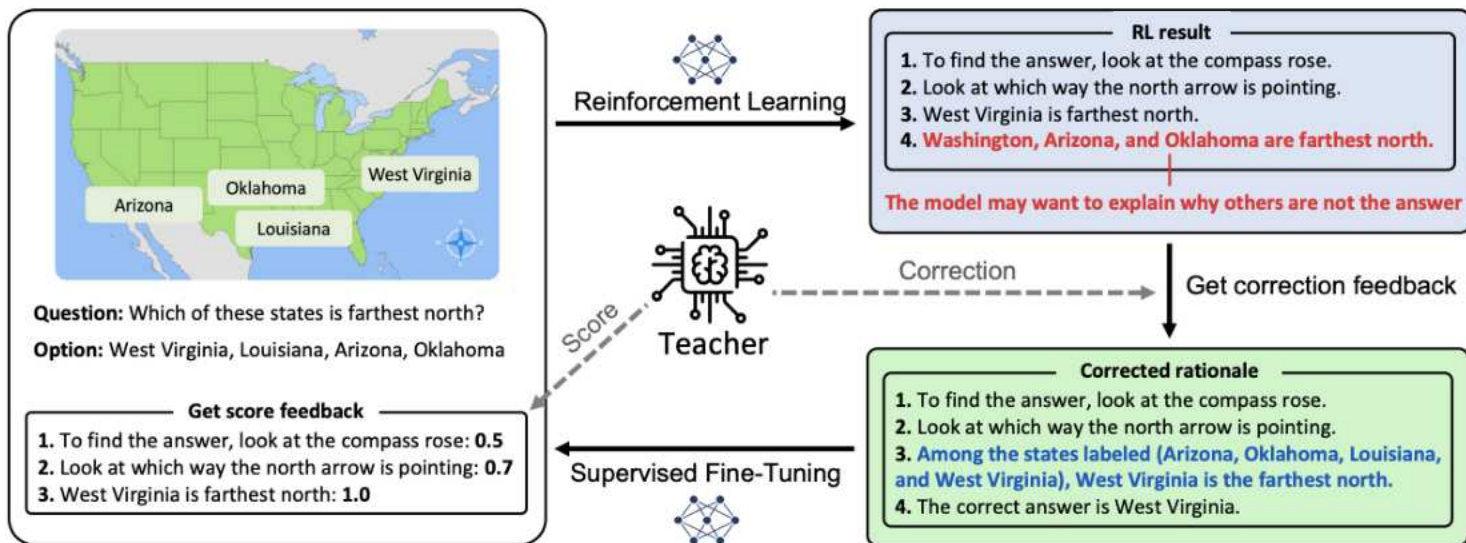 West Virginia
Oklahoma
Arizona
Louisiana
Question: Which of these states is farthest north?
Option: West Virginia, Louisiana, Arizona, Oklahoma
Get score feedback
1. To find the answer, look at the compass rose: 0.5
2. Look at which way the north arrow is pointing: 0.7
3. West Virginia is farthest north: 1.0
Reinforcement Learning
Correction
Score
Teacher
Supervised Fine-Tuning
RL result
1. To find the answer, look at the compass rose.
2. Look at which way the north arrow is pointing.
3. West Virginia is farthest north.
4. Washington, Arizona, and Oklahoma are farthest north.
The model may want to explain why others are not the answer
Get correction feedback
Corrected rationale
1. To find the answer, look at the compass rose.
2. Look at which way the north arrow is pointing.
3. Among the states labeled (Arizona, Oklahoma, Louisiana,
and West Virginia), West Virginia is the farthest north.
4. The correct answer is West Virginia.